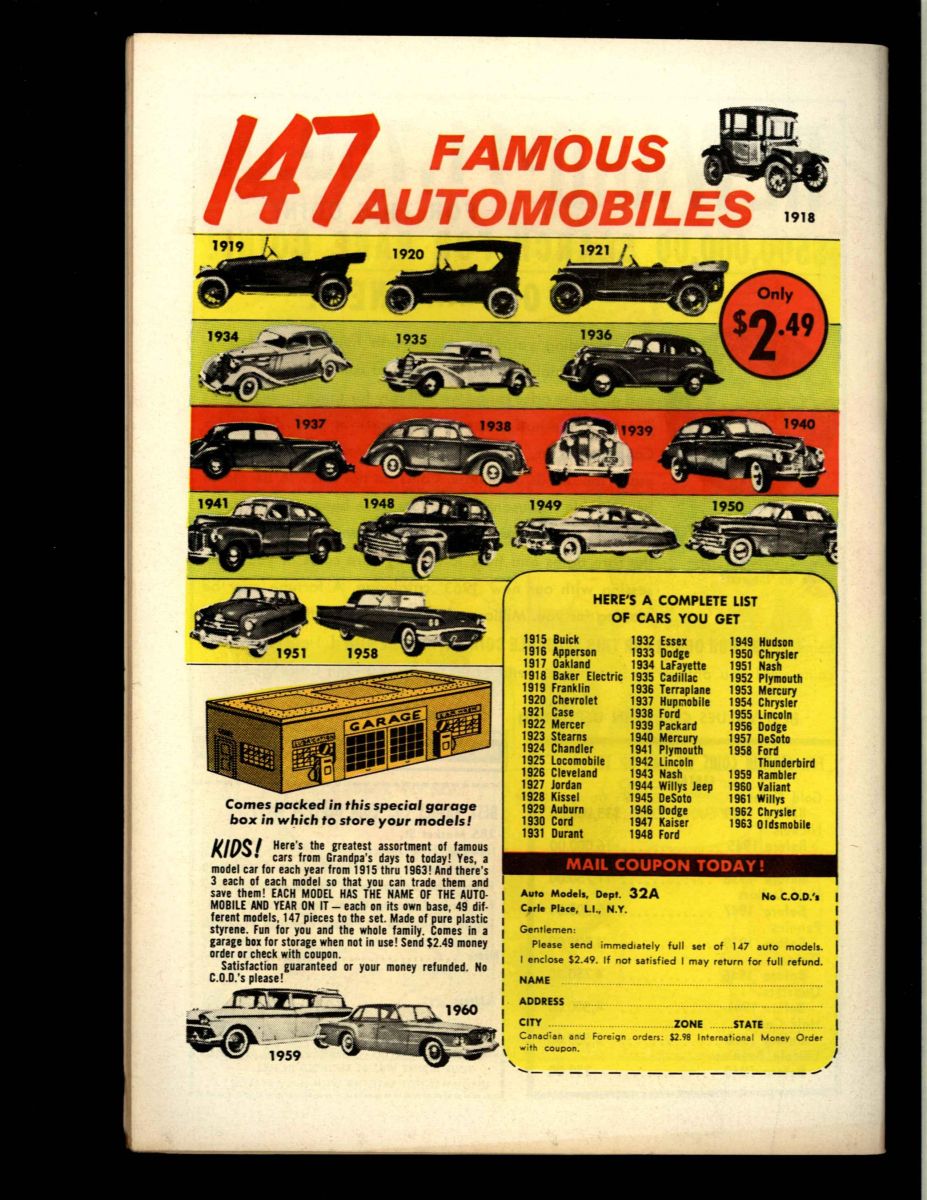 147 FAMOUS
AUTOMOBILES
1918
1919
1920
1921
Only
$2.49
1934
1935
1936
1937
1938
1939
1940
1941
1948
1949
1950
1951
1958
GARAGE
LUBRICATION
CAR WASH
Comes packed in this special garage
box in which to store your models!
KIDS! Here's the greatest assortment of famous
cars from Grandpa's days to today! Yes, a
model car for each year from 1915 thru 1963! And there's
3 each of each model so that you can trade them and
save them! EACH MODEL HAS THE NAME OF THE AUTO-
MOBILE AND YEAR ON IT — each on its own base, 49 dif-
ferent models, 147 pieces to the set. Made of pure plastic
styrene. Fun for you and the whole family. Comes in a
garage box for storage when not in use! Send $2.49 money
order or check with coupon.
Satisfaction guaranteed or your money refunded. No
C.O.D.'s please!
1959
1960
HERE'S A COMPLETE LIST
OF CARS YOU GET
1915 Buick
1916 Apperson
1917 Oakland
1918 Baker Electric
1919 Franklin
1920 Chevrolet
1921 Case
1922 Mercer
1923 Stearns
1924 Chandler
1925 Locomobile
1926 Cleveland
1927 Jordan
1928 Kissel
1929 Auburn
1930 Cord
1931 Durant
1932 Essex
1933 Dodge
1934 LaFayette
1935 Cadillac
1936 Terraplane
1937 Hupmobile
1938 Ford
1939 Packard
1940 Mercury
1941 Plymouth
1942 Lincoln
1943 Nash
1944 Willys Jeep
1945 DeSoto
1946 Dodge
1947 Kaiser
1948 Ford
1949 Hudson
1950 Chrysler
1951 Nash
1952 Plymouth
1953 Mercury
1954 Chrysler
1955 Lincoln
1956 Dodge
1957 DeSoto
1958 Ford
Thunderbird
1959 Rambler
1960 Valiant
1961 Willys
1962 Chrysler
1963 Oldsmobile
MAIL COUPON TODAY!
Auto Models, Dept. 32A No C.O.D.'s
Carle Place, L.I., N.Y.
Gentlemen:
Please send immediately full set of 147 auto models.
I enclose $2.49. If not satisfied I may return for full refund.
NAME
ADDRESS
CITY ZONE STATE
Canadian and Foreign orders: $2.98 International Money Order
with coupon.